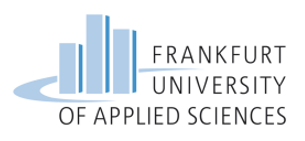 FRANKFURT
UNIVERSITY
OF APPLIED SCIENCES